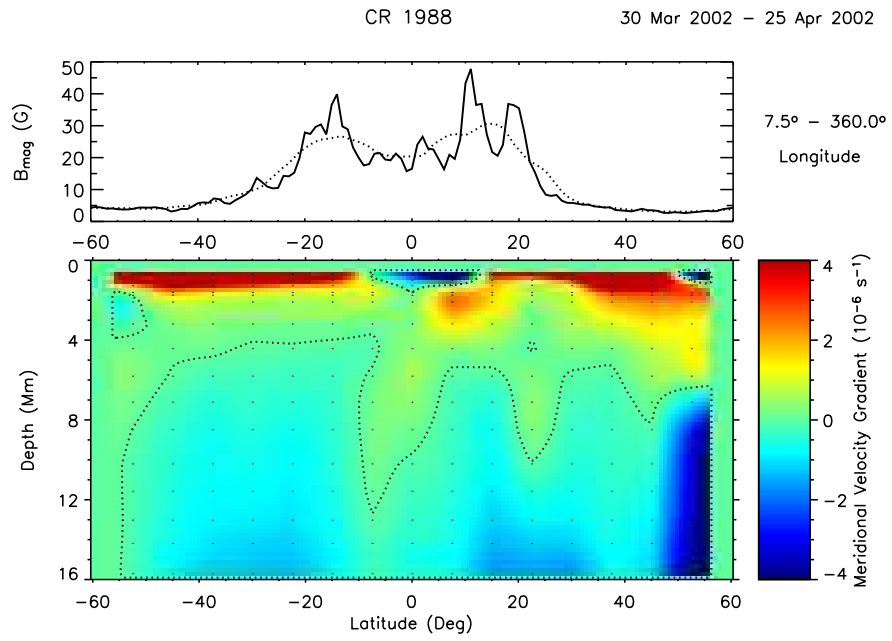 CR 1988
30 Mar 2002 – 25 Apr 2002
50
40
30
20
10
0
B_mag (G)
7.5° – 360.0°
Longitude
−60 −40 −20 0 20 40 60
0
4
8
12
16
Depth (Mm)
−60 −40 −20 0 20 40 60
Latitude (Deg)
4
2
0
−2
−4
Meridional Velocity Gradient (10⁻⁶ s⁻¹)